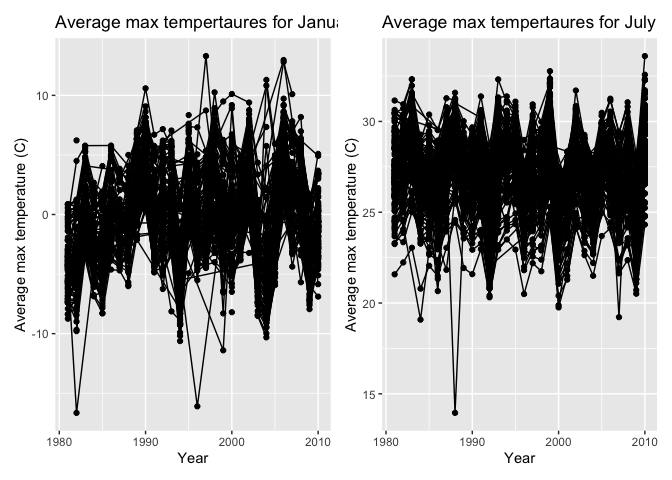 Average max tempertaures for Janua
Average max temperature (C)
10
0
-10
1980
1990
2000
2010
Year
Average max tempertaures for July
Average max temperature (C)
30
25
20
15
1980
1990
2000
2010
Year